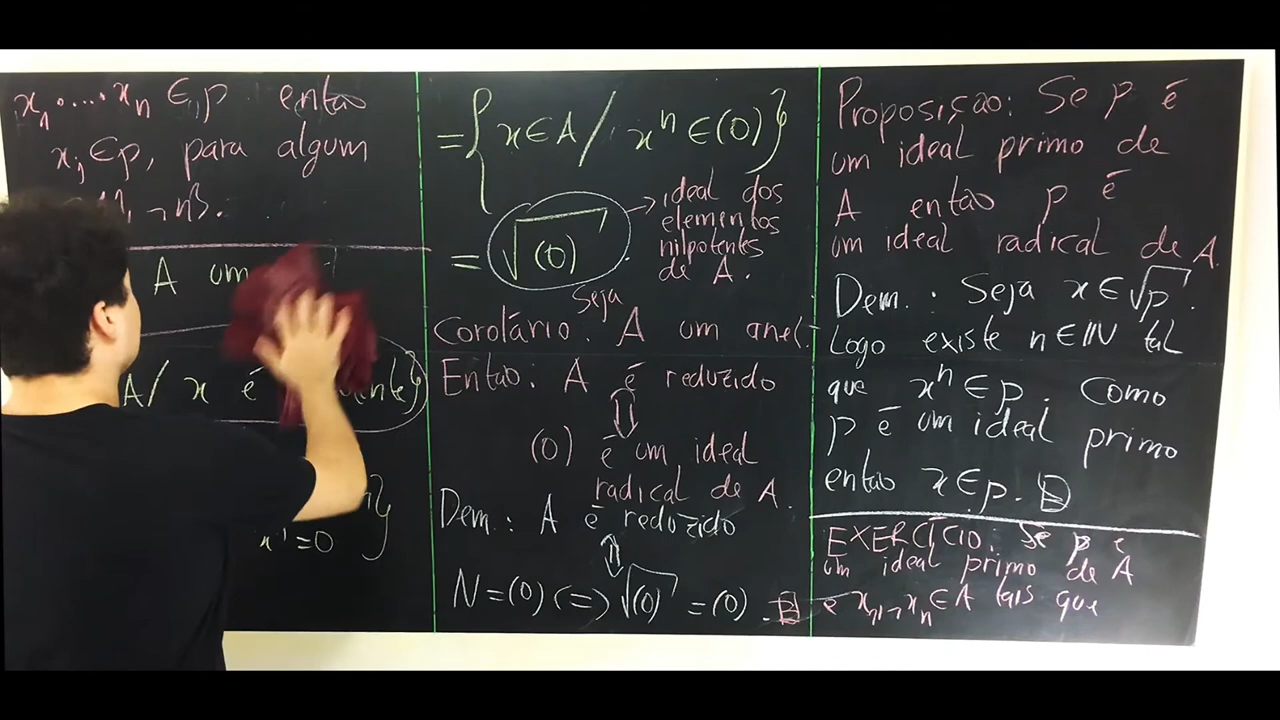 x₁.....xₙ ∈ p então
xⱼ ∈ p, para algum
A um
A/ x é
x¹ = 0
= { x ∈ A / xⁿ ∈ (0) }
= √(0) → ideal dos
elementos
nilpotentes
de A.
Corolário: Seja A um anel.
Então: A é reduzido
⇕
(0) é um ideal
radical de A.
Dem.: A é reduzido
⇕
N = (0) <=> √(0) = (0).
Proposição: Se p é
um ideal primo de
A então p é
um ideal radical de A.
Dem.: Seja x ∈ √p.
Logo existe n ∈ ℕ tal
que xⁿ ∈ p. Como
p é um ideal primo
então x ∈ p.
EXERCÍCIO: Se p é
um ideal primo de A
e x₁,...,xₙ ∈ A tais que